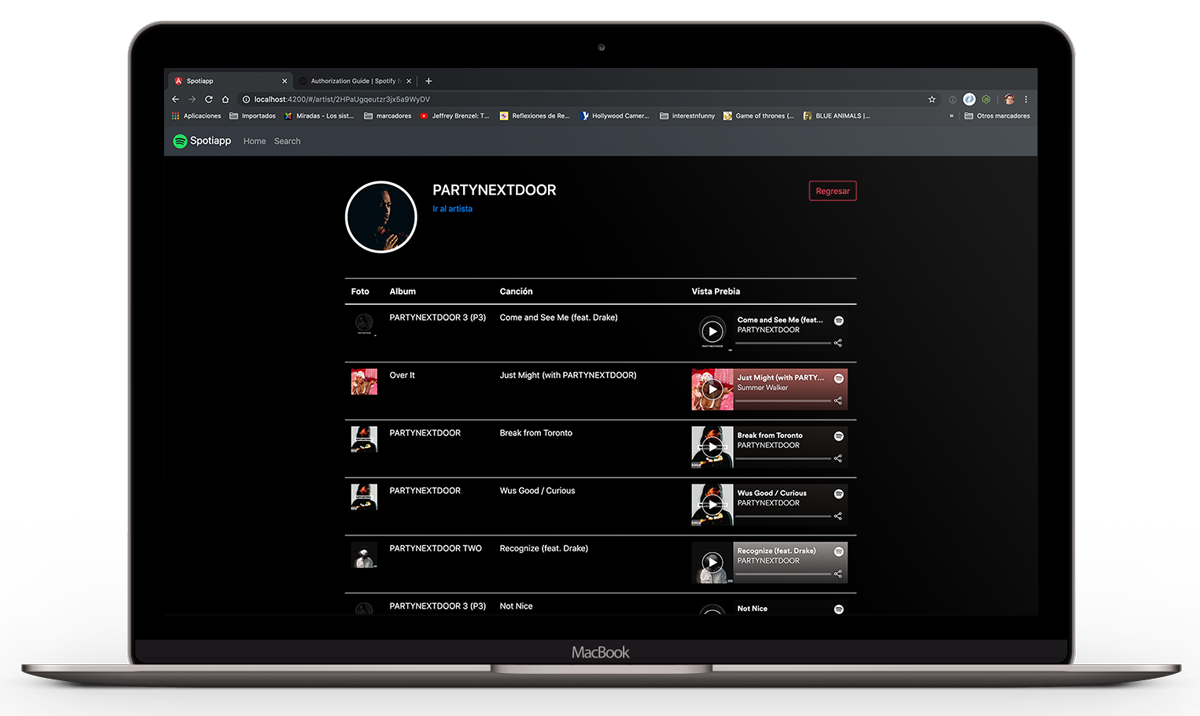 Spotiapp
Authorization Guide | Spotify f
localhost:4200/#/artist/2HPaUgqeutzr3jx5a9WyDV
Aplicaciones Importados Miradas - Los sist... marcadores Jeffrey Brenzel: T... Reflexiones de Re... Hollywood Camer... interestnfunny Game of thrones (... BLUE ANIMALS |... » Otros marcadores
Spotiapp Home Search
PARTYNEXTDOOR
Regresar
Ir al artista
Foto Album Canción Vista Prebia
PARTYNEXTDOOR 3 (P3) Come and See Me (feat. Drake)
Come and See Me (feat...
PARTYNEXTDOOR
Over It Just Might (with PARTYNEXTDOOR)
Just Might (with PARTY...
Summer Walker
PARTYNEXTDOOR Break from Toronto
Break from Toronto
PARTYNEXTDOOR
PARTYNEXTDOOR Wus Good / Curious
Wus Good / Curious
PARTYNEXTDOOR
PARTYNEXTDOOR TWO Recognize (feat. Drake)
Recognize (feat. Drake)
PARTYNEXTDOOR
PARTYNEXTDOOR 3 (P3) Not Nice
Not Nice
MacBook